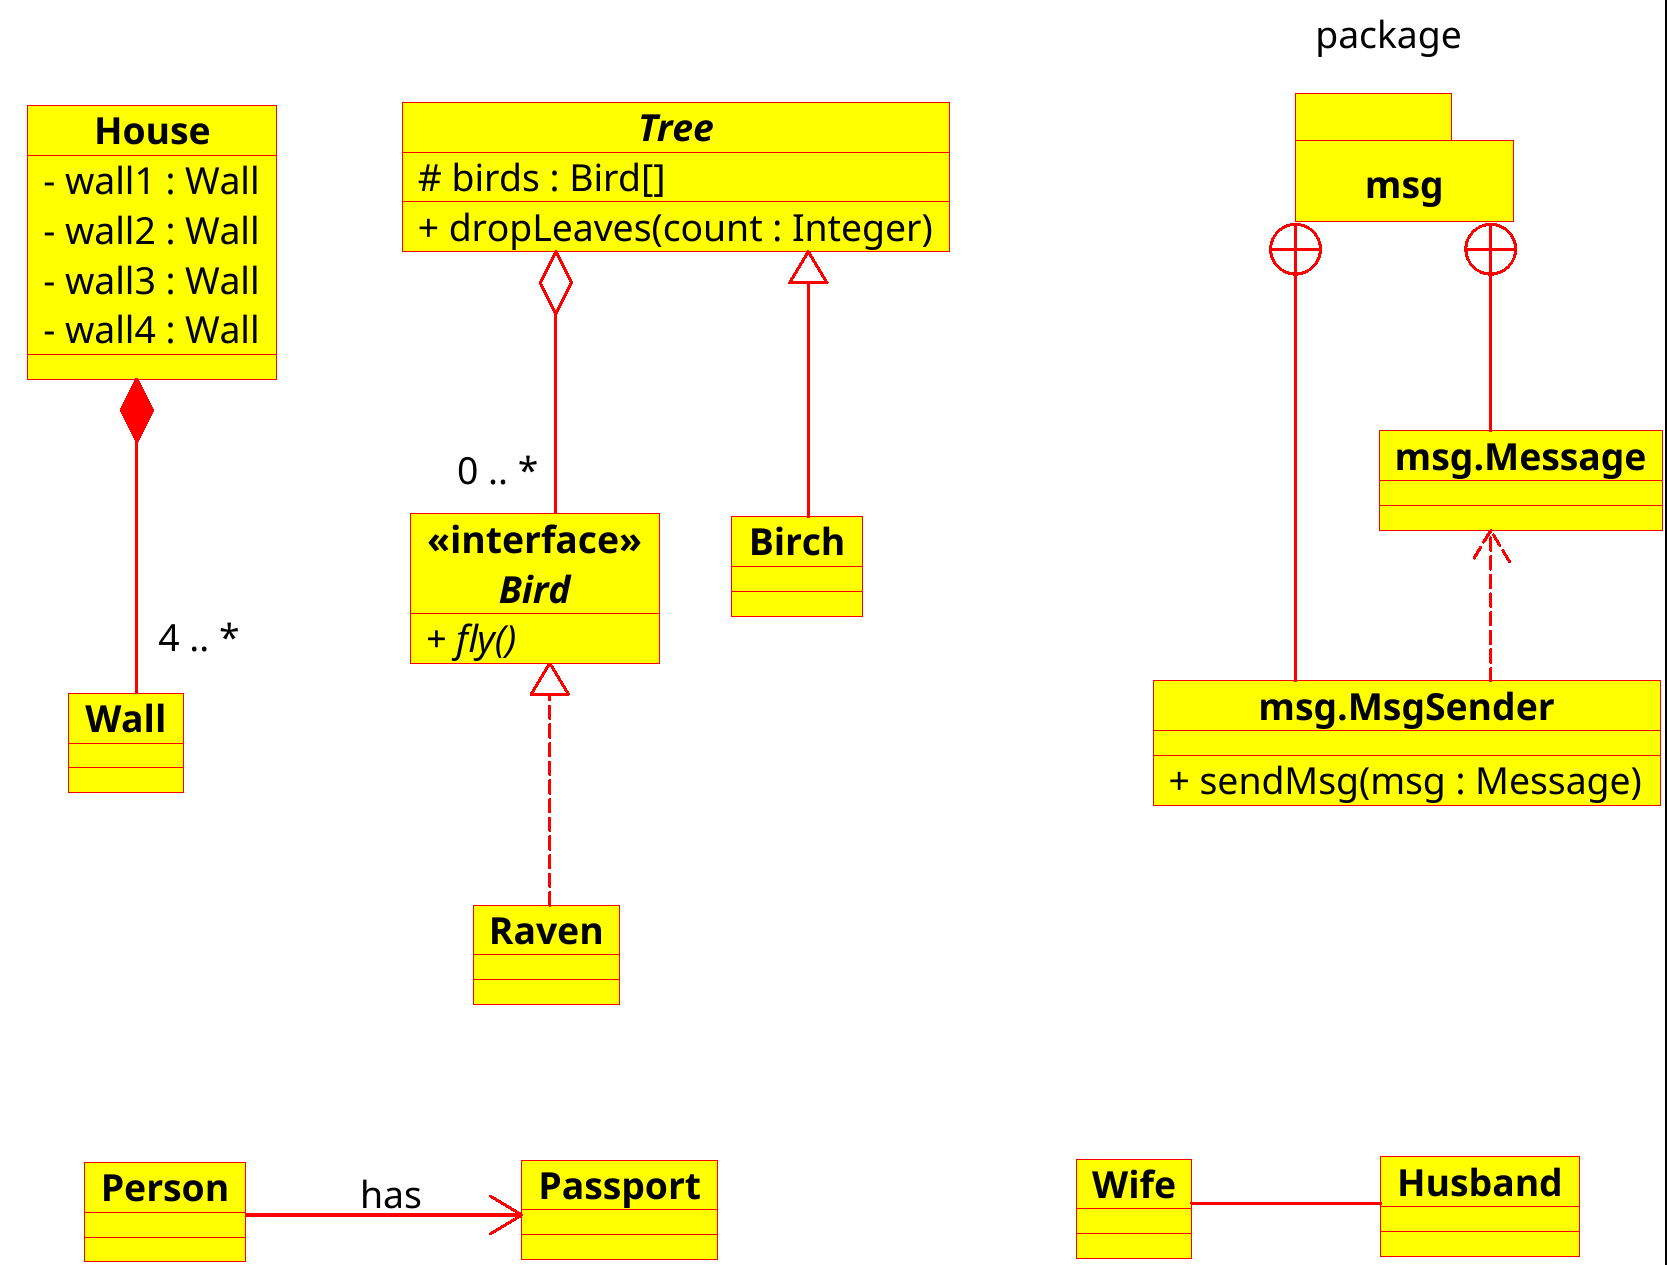 package
House
- wall1 : Wall
- wall2 : Wall
- wall3 : Wall
- wall4 : Wall
Tree
# birds : Bird[]
+ dropLeaves(count : Integer)
msg
0 .. *
4 .. *
«interface»
Bird
+ fly()
Birch
msg.Message
Wall
msg.MsgSender
+ sendMsg(msg : Message)
Raven
Person
has
Passport
Wife
Husband